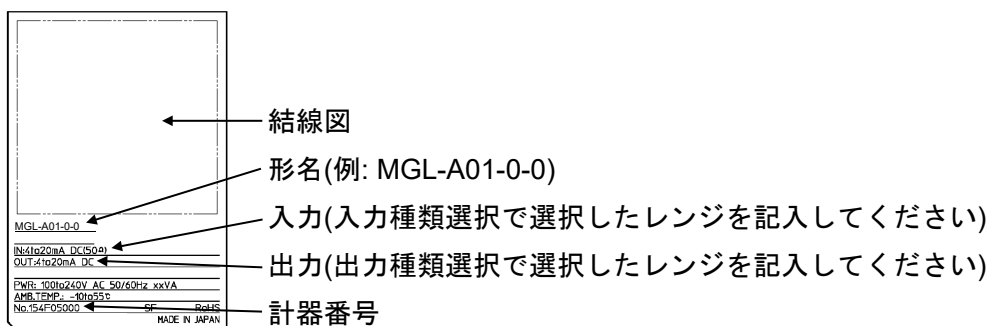 結線図
形名(例: MGL-A01-0-0)
入力(入力種類選択で選択したレンジを記入してください)
出力(出力種類選択で選択したレンジを記入してください)
計器番号
MGL-A01-0-0
IN:4to20mA DC(50Ω)
OUT:4to20mA DC
PWR: 100to240V AC 50/60Hz xxVA
AMB.TEMP.: -10to55℃
No.154F05000 SF RoHS
MADE IN JAPAN